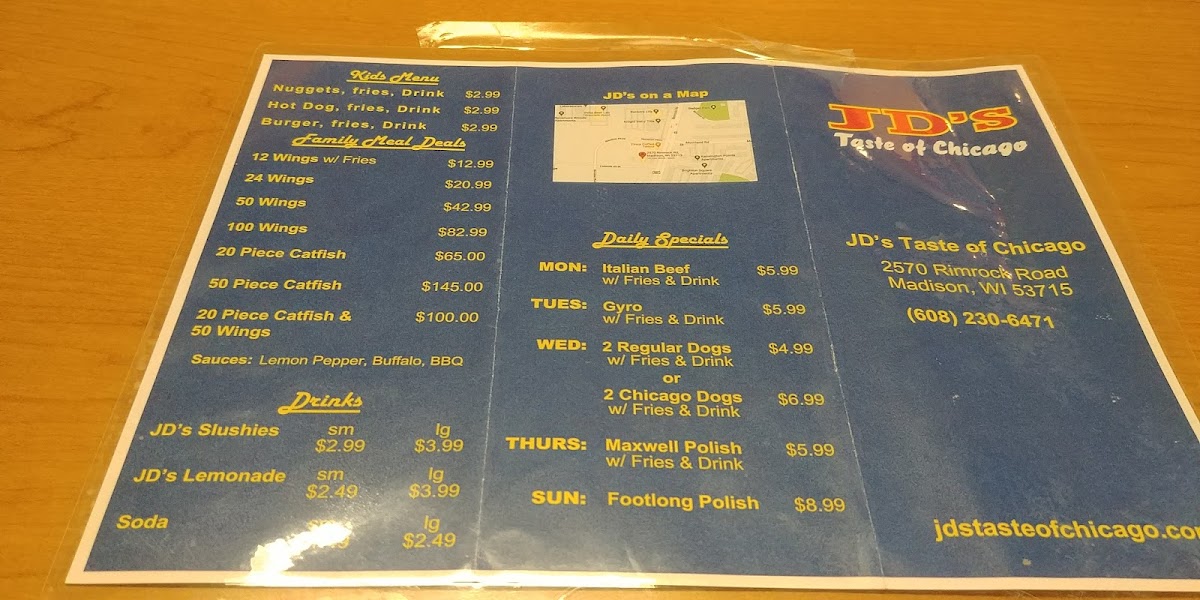 Kids Menu
Nuggets, fries, Drink $2.99
Hot Dog, fries, Drink $2.99
Burger, fries, Drink $2.99
Family Meal Deals
12 Wings w/ Fries $12.99
24 Wings $20.99
50 Wings $42.99
100 Wings $82.99
20 Piece Catfish $65.00
50 Piece Catfish $145.00
20 Piece Catfish & $100.00
50 Wings
Sauces: Lemon Pepper, Buffalo, BBQ
Drinks
JD's Slushies sm lg
$2.99 $3.99
JD's Lemonade sm lg
$2.49 $3.99
Soda lg
$2.49
JD's on a Map
Daily Specials
MON: Italian Beef $5.99
w/ Fries & Drink
TUES: Gyro $5.99
w/ Fries & Drink
WED: 2 Regular Dogs $4.99
w/ Fries & Drink
or
2 Chicago Dogs $6.99
w/ Fries & Drink
THURS: Maxwell Polish $5.99
w/ Fries & Drink
SUN: Footlong Polish $8.99
JD'S
Taste of Chicago
JD's Taste of Chicago
2570 Rimrock Road
Madison, WI 53715
(608) 230-6471
jdstasteofchicago.co